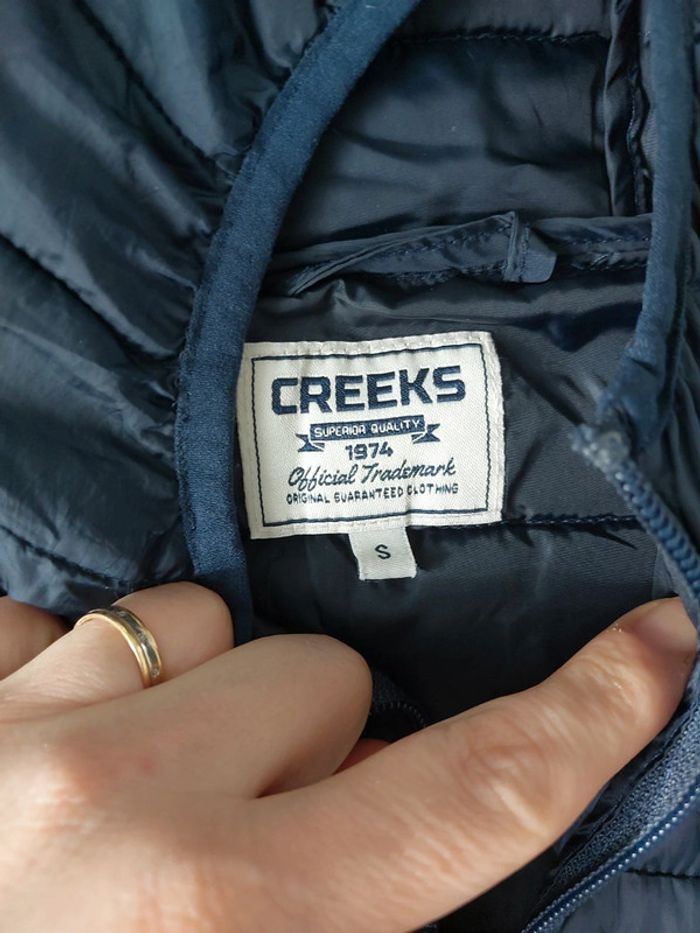 CREEKS
SUPERIOR QUALITY
1974
Official Trademark
ORIGINAL GUARANTEED CLOTHING
S